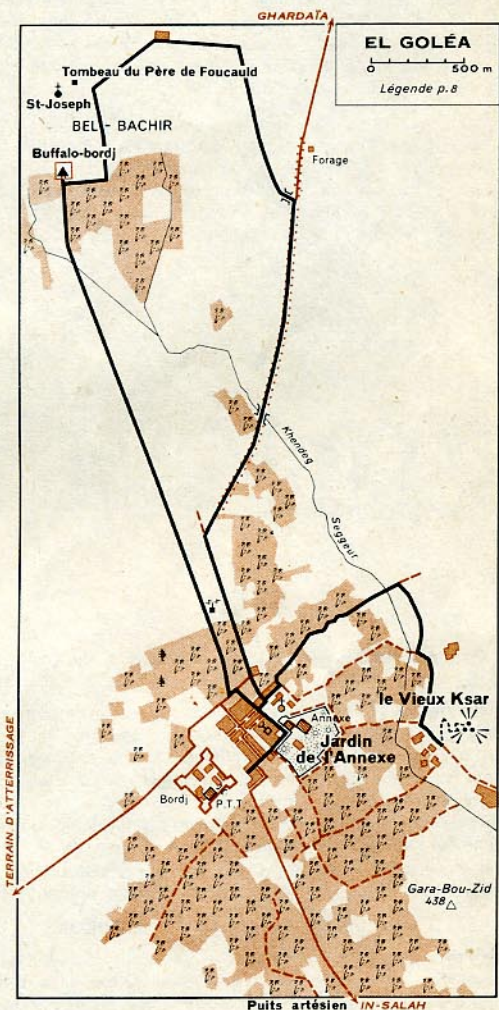 GHARDAÏA
EL GOLÉA
0 500 m
Légende p. 8
Tombeau du Père de Foucauld
St-Joseph
BEL-BACHIR
Buffalo-bordj
Forage
Khendeg
Seggeur
le Vieux Ksar
Annexe
Jardin
de l'Annexe
Bordj
P.T.T
TERRAIN D'ATTERRISSAGE
Gara-Bou-Zid
438
Puits artésien
IN-SALAH